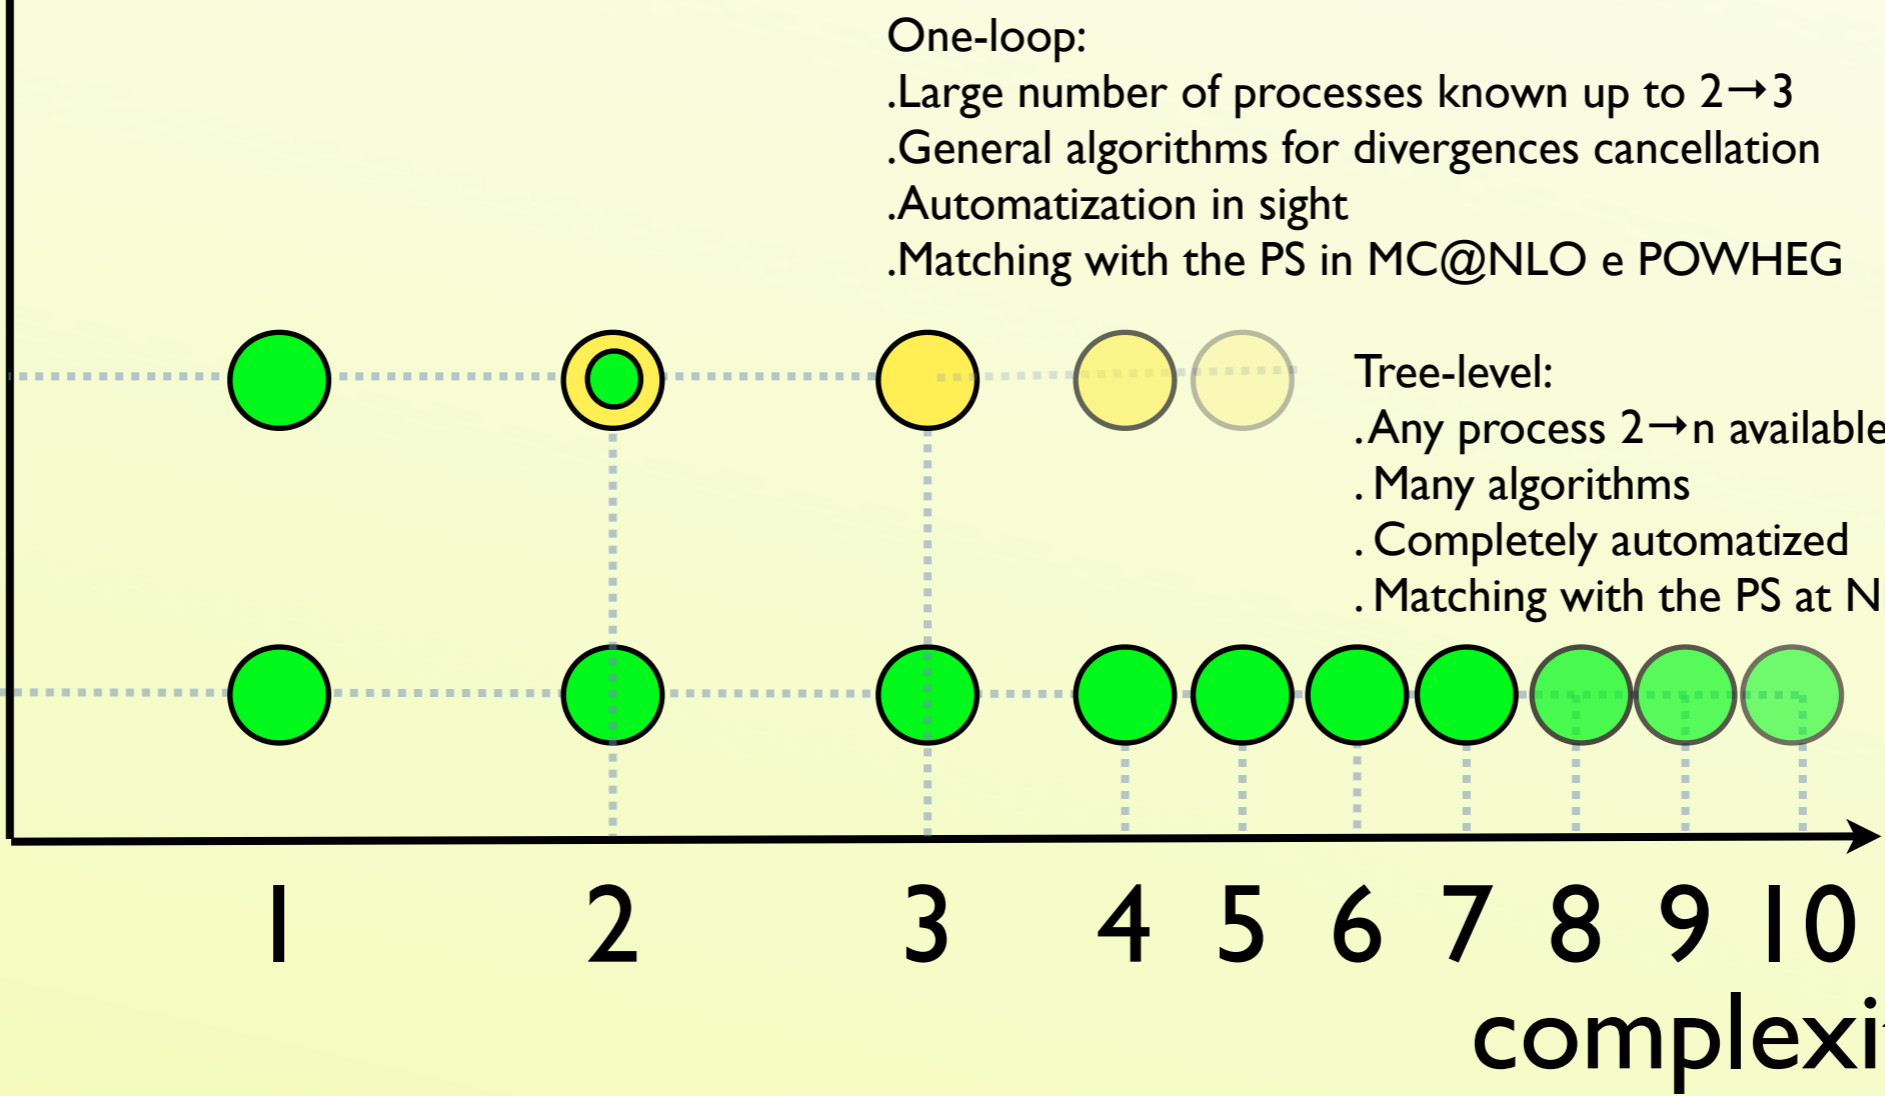 One-loop:
.Large number of processes known up to 2→3
.General algorithms for divergences cancellation
.Automatization in sight
.Matching with the PS in MC@NLO e POWHEG
Tree-level:
.Any process 2→n available
. Many algorithms
. Completely automatized
. Matching with the PS at N
1 2 3 4 5 6 7 8 9 10
complexi